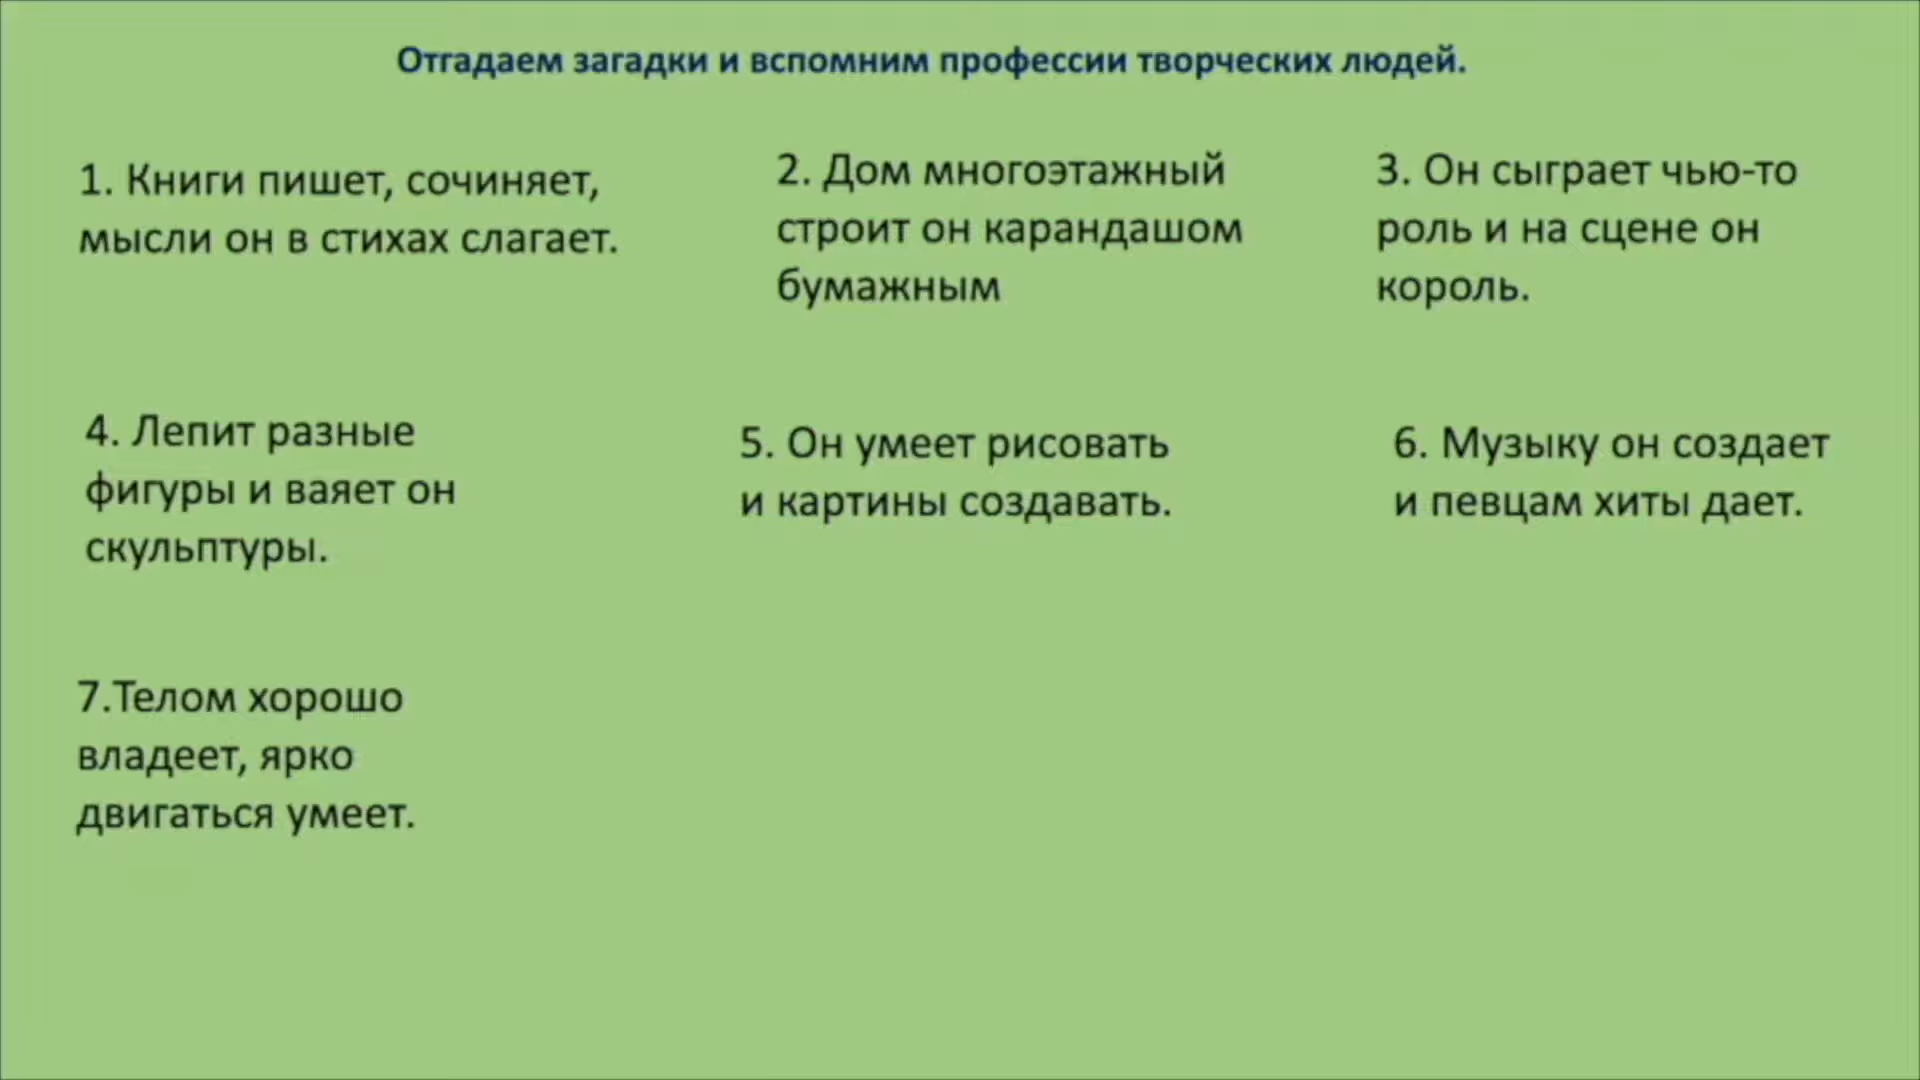 Отгадаем загадки и вспомним профессии творческих людей.
1. Книги пишет, сочиняет,
мысли он в стихах слагает.
2. Дом многоэтажный
строит он карандашом
бумажным
3. Он сыграет чью-то
роль и на сцене он
король.
4. Лепит разные
фигуры и ваяет он
скульптуры.
5. Он умеет рисовать
и картины создавать.
6. Музыку он создает
и певцам хиты дает.
7.Телом хорошо
владеет, ярко
двигаться умеет.